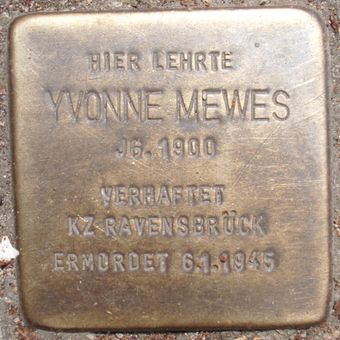 HIER LEHRTE
YVONNE MEWES
JG. 1900
VERHAFTET
KZ RAVENSBRÜCK
ERMORDET 6.1.1945